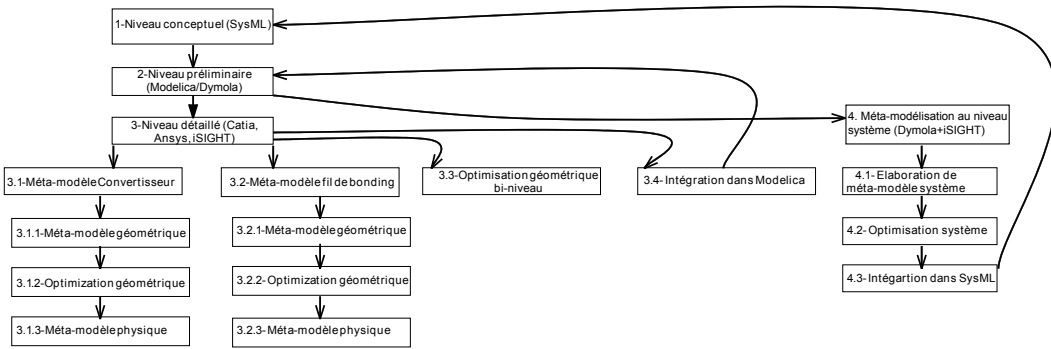 1-Niveau conceptuel (SysML)
2-Niveau préliminaire
(Modelica/Dymola)
3-Niveau détaillé (Catia,
Ansys, iSIGHT)
4. Méta-modélisation au niveau
système (Dymola+iSIGHT)
3.1-Méta-modèle Convertisseur
3.2-Méta-modèle fil de bonding
3.3-Optimisation géométrique
bi-niveau
3.4- Intégration dans Modelica
4.1- Elaboration de
méta-modèle système
3.1.1-Méta-modèle géométrique
3.2.1-Méta-modèle géométrique
4.2- Optimisation système
3.1.2-Optimization géométrique
3.2.2- Optimization géométrique
4.3- Intégartion dans SysML
3.1.3-Méta-modèle physique
3.2.3- Méta-modèle physique